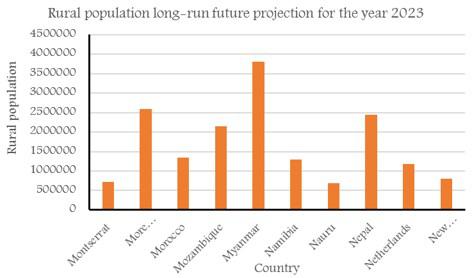 Rural population long-run future projection for the year 2023
4500000
4000000
3500000
3000000
2500000
2000000
1500000
1000000
500000
0
Rural population
Montserrat
More...
Morocco
Mozambique
Myanmar
Namibia
Nauru
Nepal
Netherlands
New...
Country